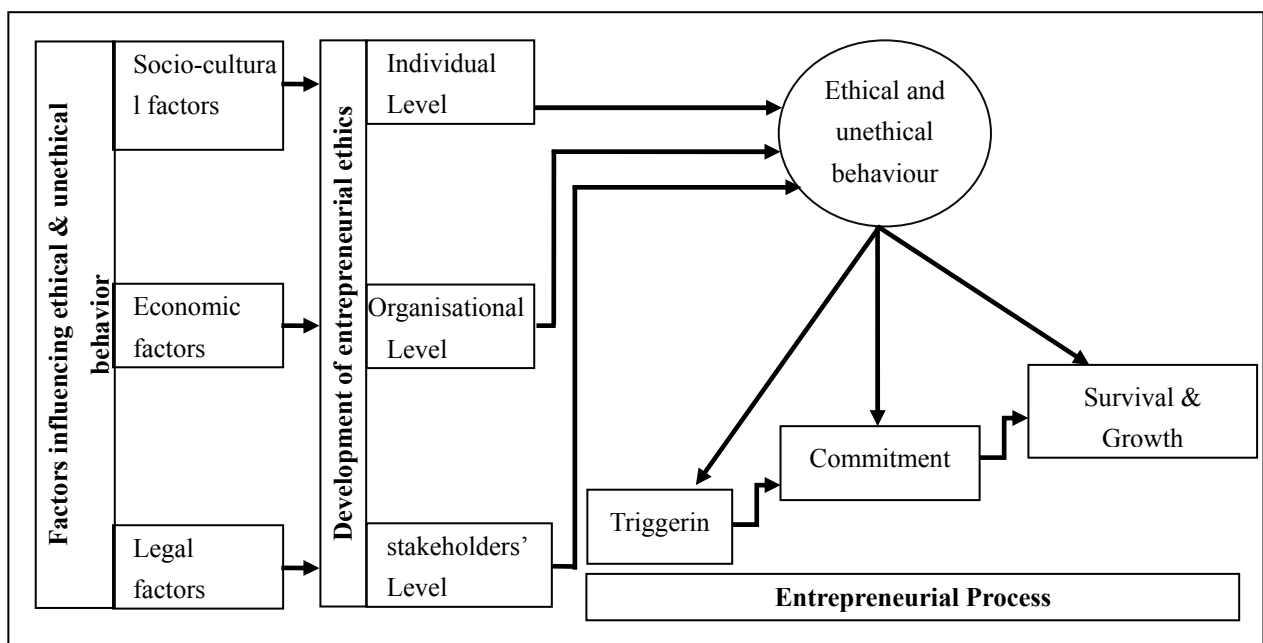 Factors influencing ethical & unethical
behavior
Socio-cultura
l factors
Economic
factors
Legal
factors
Development of entrepreneurial ethics
Individual
Level
Organisational
Level
stakeholders’
Level
Ethical and
unethical
behaviour
Triggerin
Commitment
Survival &
Growth
Entrepreneurial Process